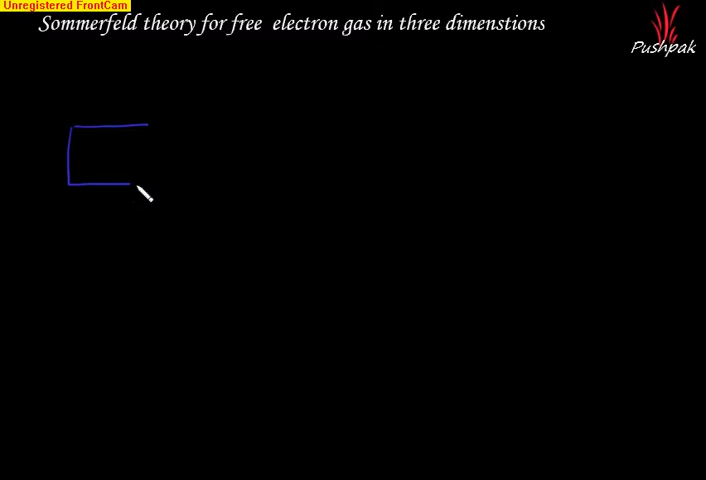 Unregistered FrontCam
Sommerfeld theory for free electron gas in three dimenstions
Pushpak